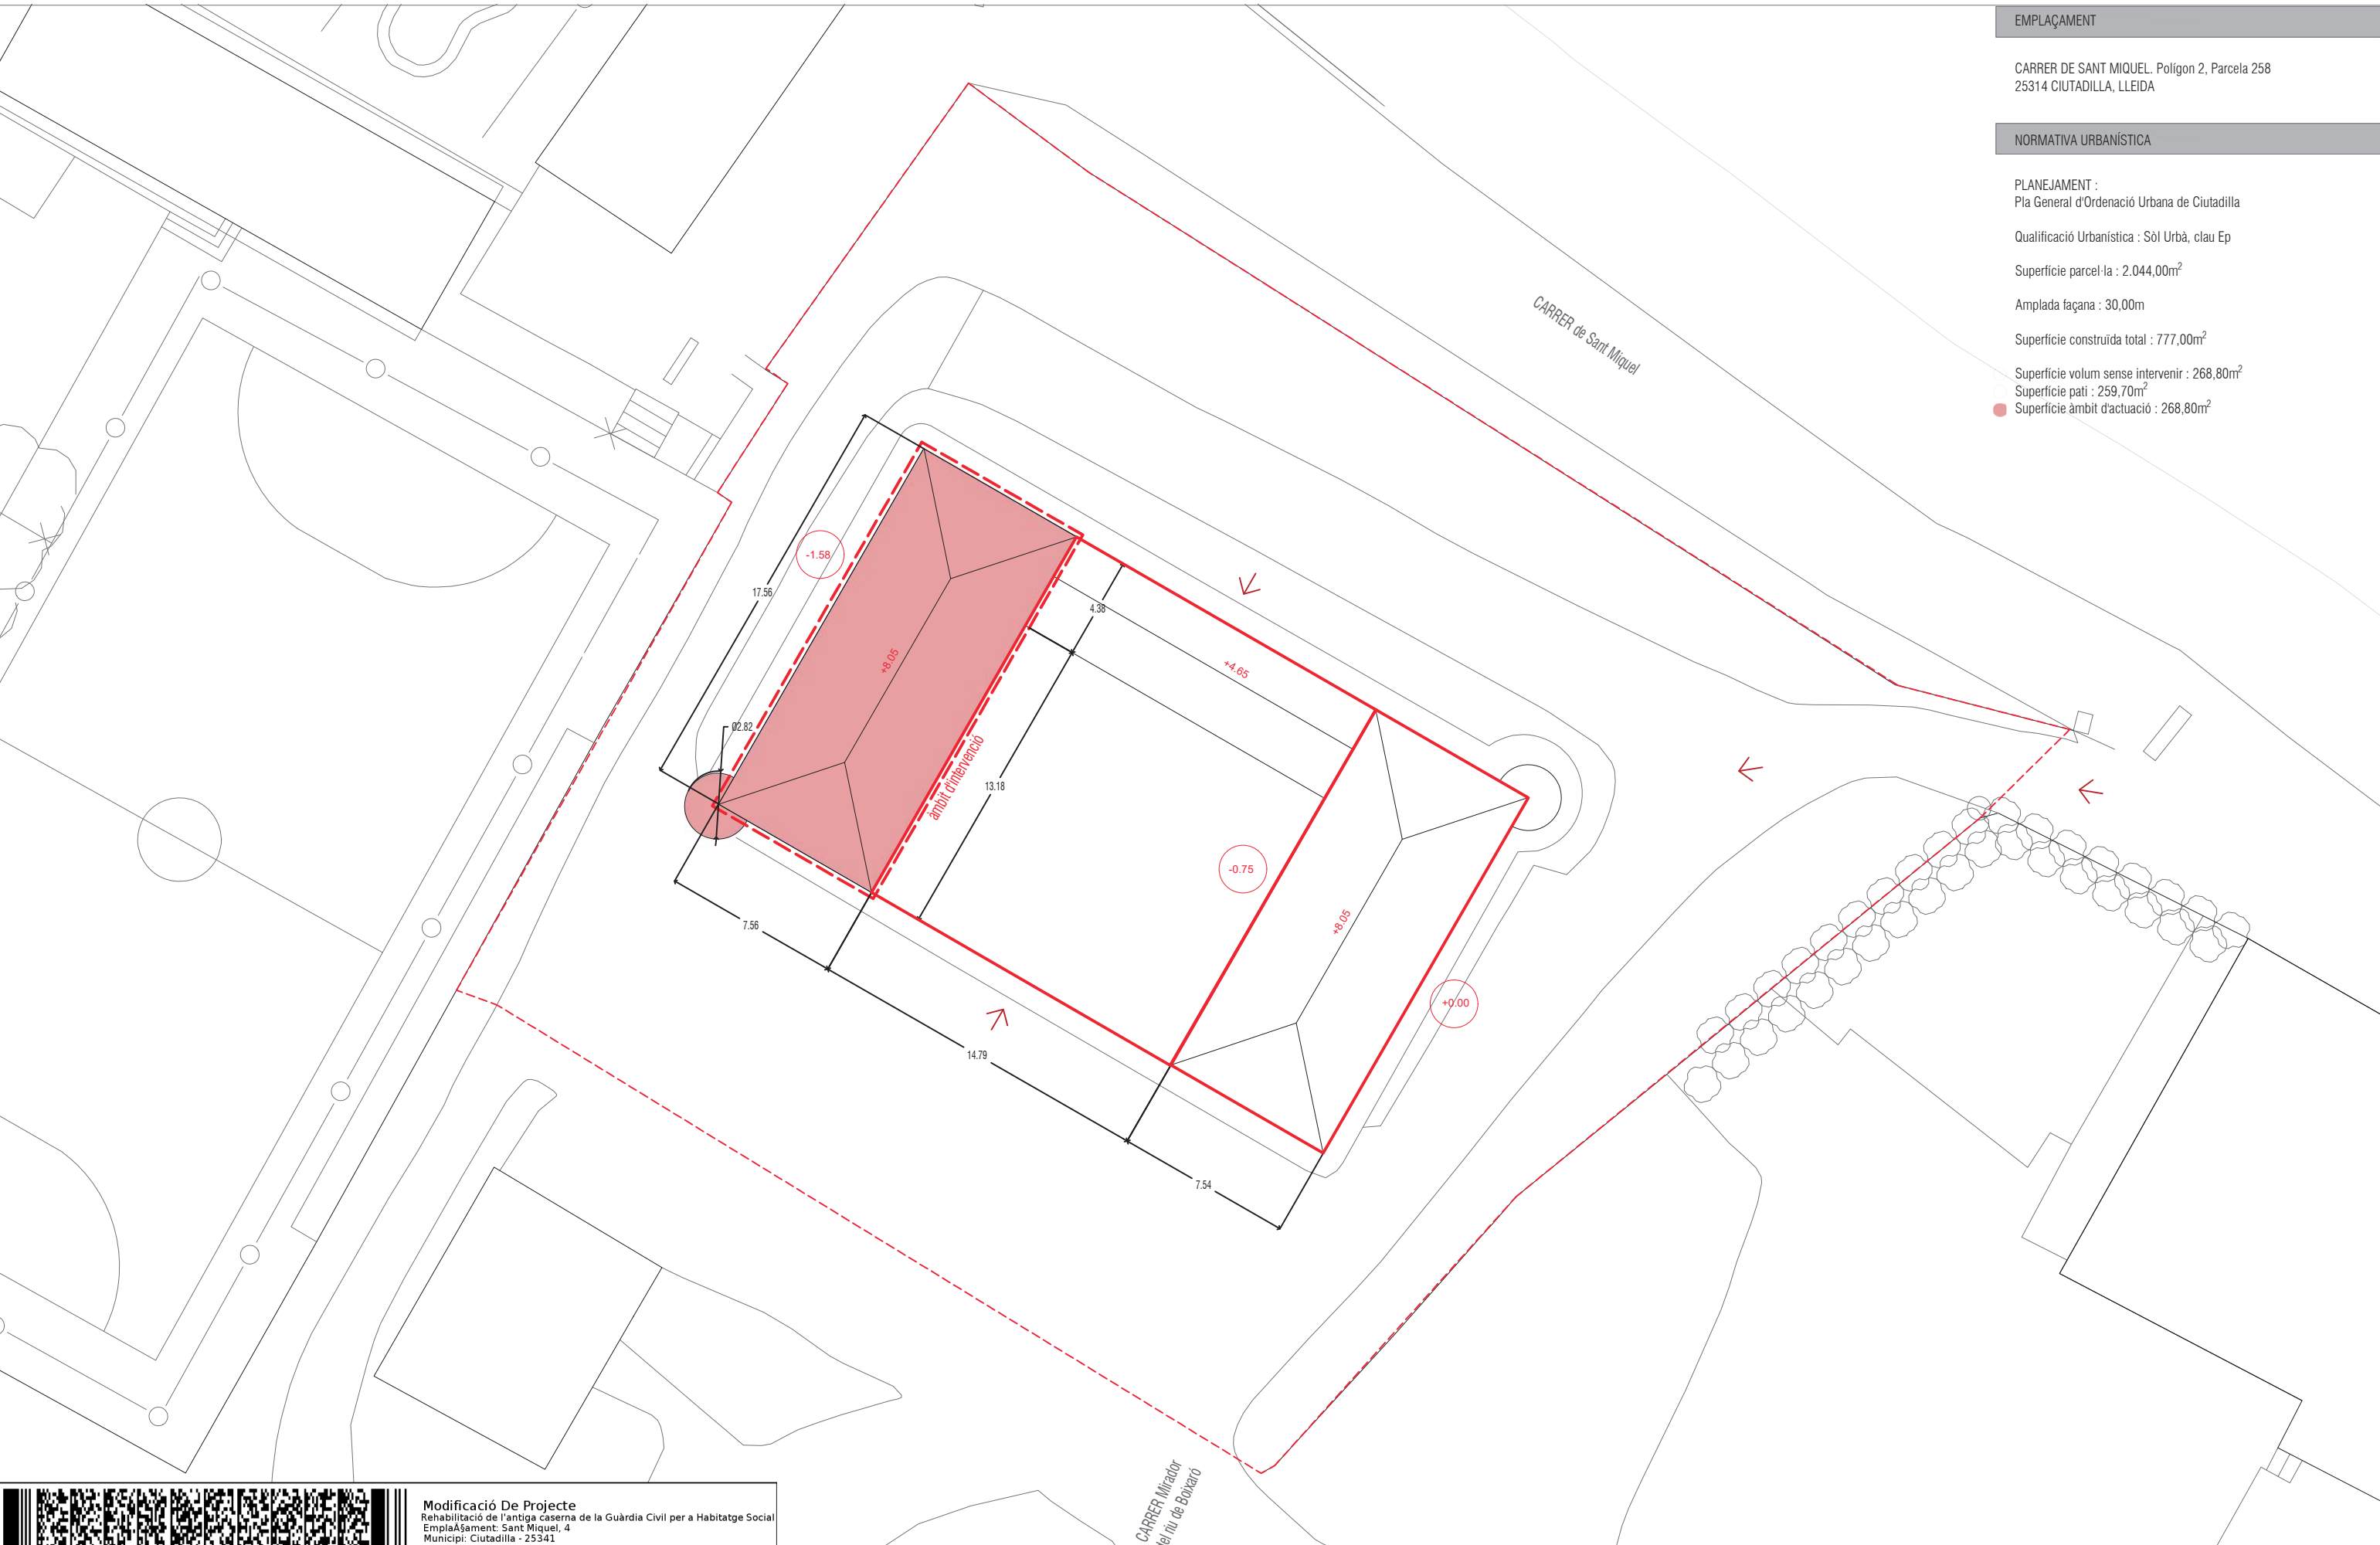 EMPLAÇAMENT
CARRER DE SANT MIQUEL. Polígon 2, Parcela 258
25314 CIUTADILLA, LLEIDA
NORMATIVA URBANÍSTICA
PLANEJAMENT :
Pla General d'Ordenació Urbana de Ciutadilla
Qualificació Urbanística : Sòl Urbà, clau Ep
Superfície parcel·la : 2.044,00m²
Amplada façana : 30,00m
Superfície construïda total : 777,00m²
Superfície volum sense intervenir : 268,80m²
Superfície pati : 259,70m²
Superfície àmbit d'actuació : 268,80m²
CARRER de Sant Miquel
-1.58
17.56
4.38
+4.65
+8.05
Ø2.82
àmbit d'intervenció
13.18
-0.75
+8.05
7.56
+0.00
14.79
7.54
CARRER Mirador
del riu de Boixaró
Modificació De Projecte
Rehabilitació de l'antiga caserna de la Guàrdia Civil per a Habitatge Social
EmplaÃ§ament: Sant Miquel, 4
Municipi: Ciutadilla - 25341